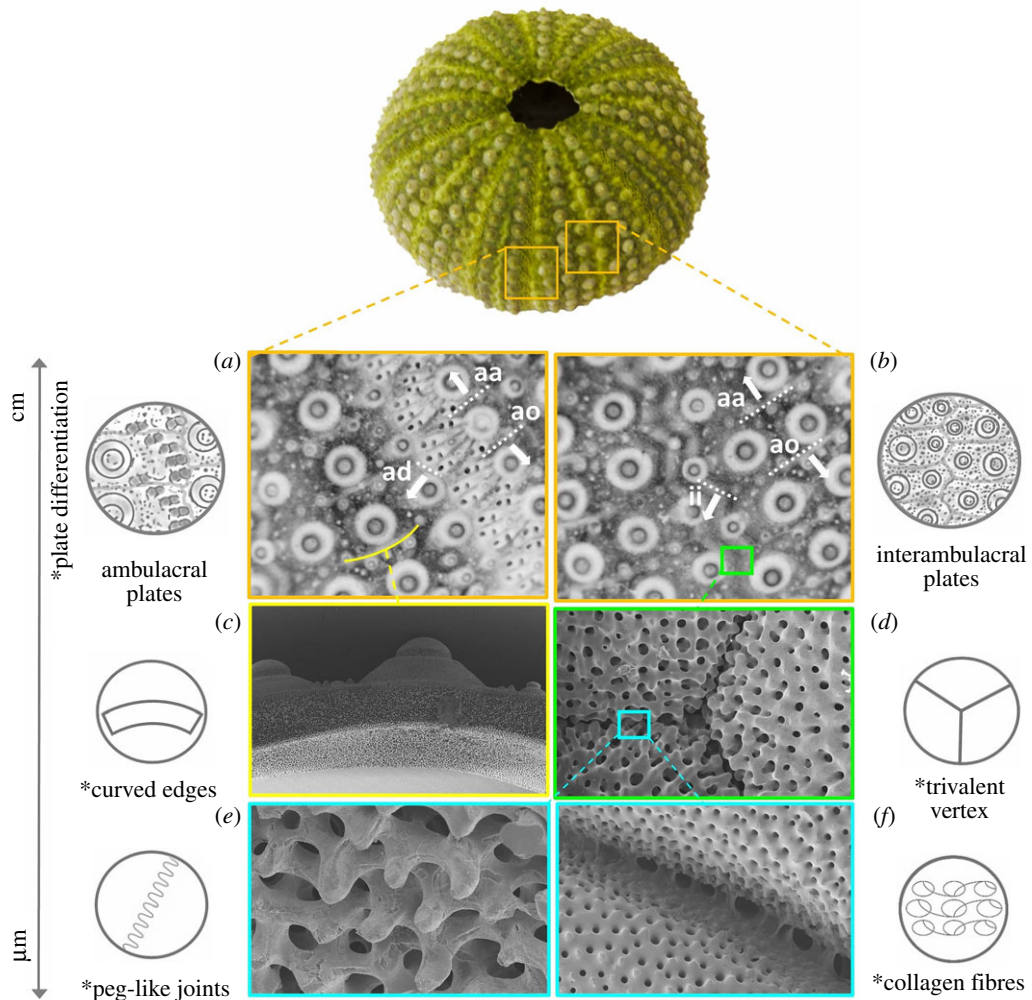 (a)
(b)
cm
*plate differentiation
μm
aa
ao
ad
aa
ao
ii
ambulacral
plates
interambulacral
plates
(c)
(d)
*curved edges
*trivalent
vertex
(e)
(f)
*peg-like joints
*collagen fibres